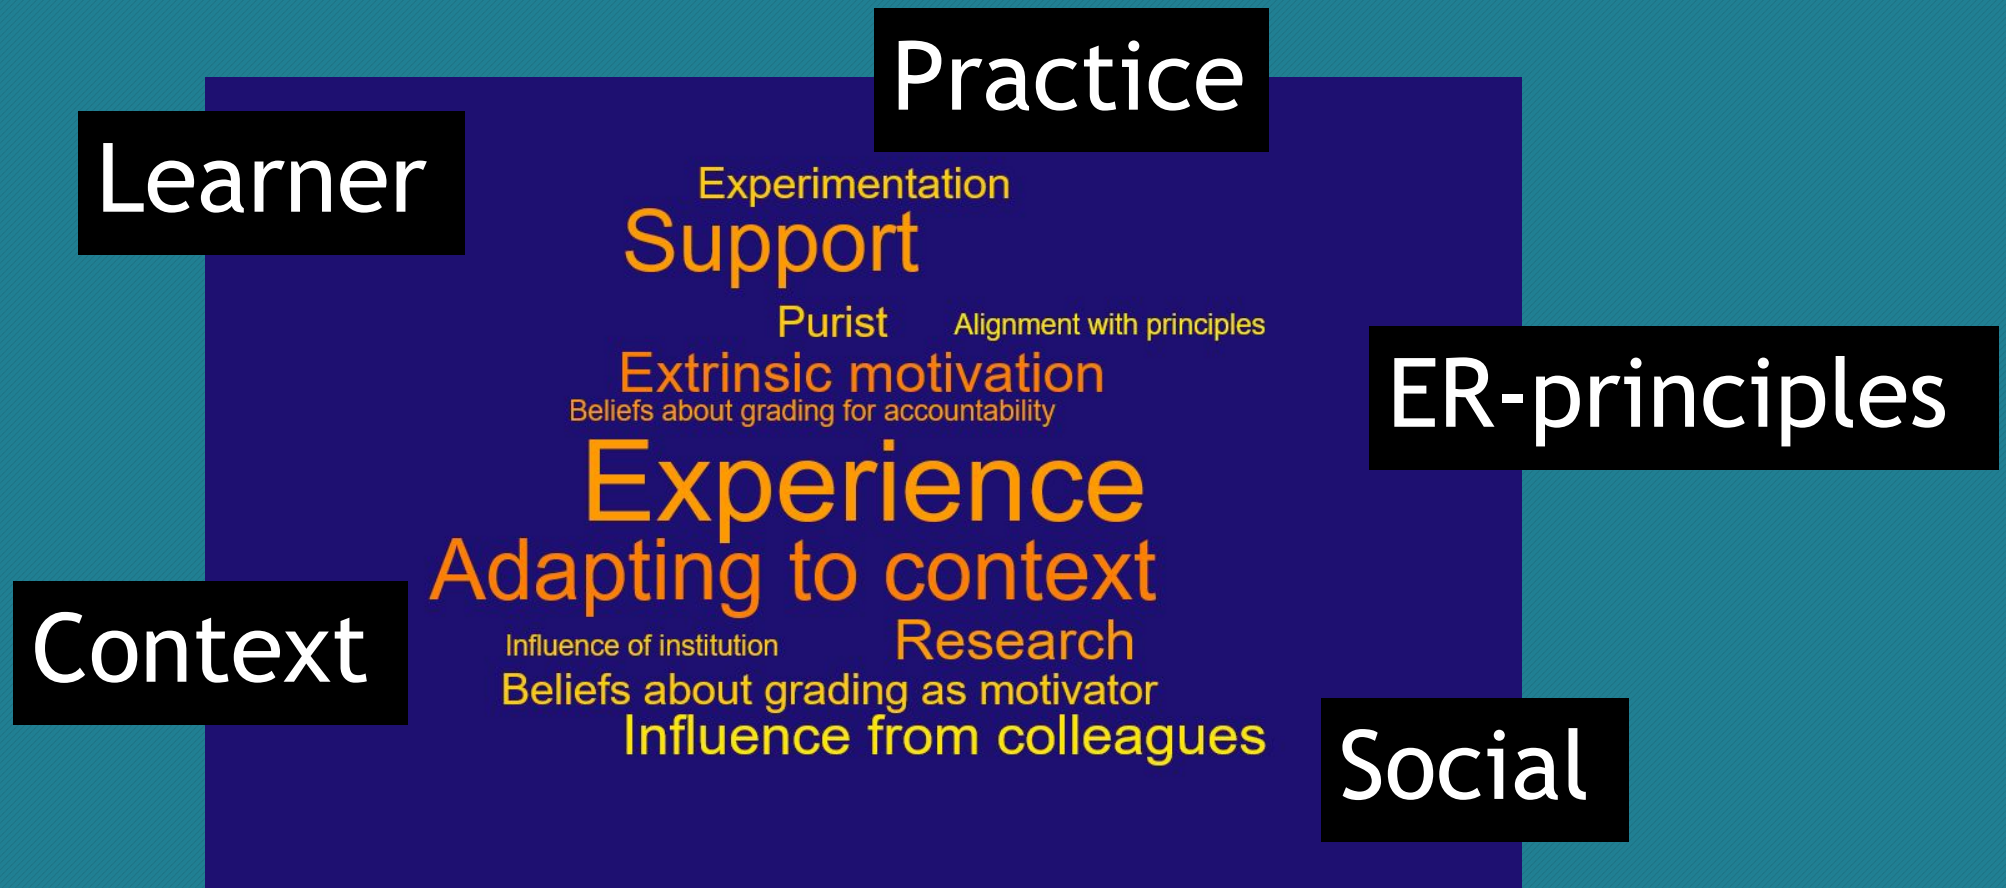 Practice
Learner
Experimentation
Support
Purist
Alignment with principles
Extrinsic motivation
ER-principles
Beliefs about grading for accountability
Experience
Adapting to context
Context
Influence of institution
Research
Beliefs about grading as motivator
Influence from colleagues
Social